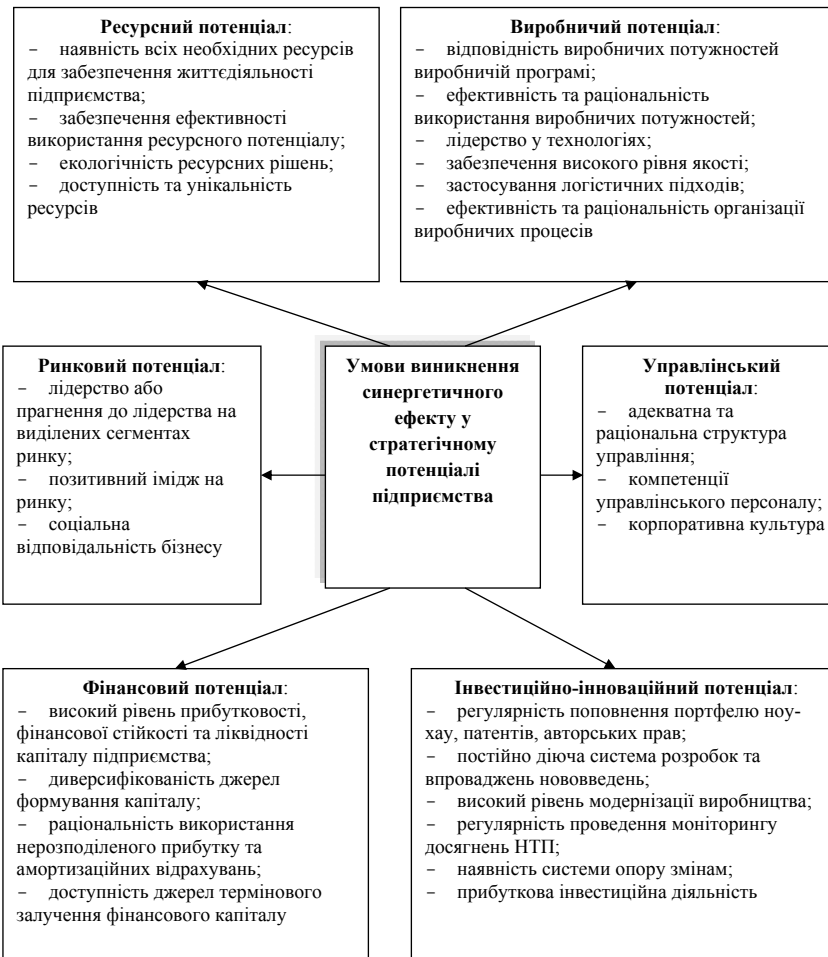 Ресурсний потенціал:
− наявність всіх необхідних ресурсів
для забезпечення життєдіяльності
підприємства;
− забезпечення ефективності
використання ресурсного потенціалу;
− екологічність ресурсних рішень;
− доступність та унікальність
ресурсів
Виробничий потенціал:
− відповідність виробничих потужностей
виробничій програмі;
− ефективність та раціональність
використання виробничих потужностей;
− лідерство у технологіях;
− забезпечення високого рівня якості;
− застосування логістичних підходів;
− ефективність та раціональність організації
виробничих процесів
Ринковий потенціал:
− лідерство або
прагнення до лідерства на
виділених сегментах
ринку;
− позитивний імідж на
ринку;
− соціальна
відповідальність бізнесу
Умови виникнення
синергетичного
ефекту у
стратегічному
потенціалі
підприємства
Управлінський
потенціал:
− адекватна та
раціональна структура
управління;
− компетенції
управлінського персоналу;
− корпоративна культура
Фінансовий потенціал:
− високий рівень прибутковості,
фінансової стійкості та ліквідності
капіталу підприємства;
− диверсифікованість джерел
формування капіталу;
− раціональність використання
нерозподіленого прибутку та
амортизаційних відрахувань;
− доступність джерел термінового
залучення фінансового капіталу
Інвестиційно-інноваційний потенціал:
− регулярність поповнення портфелю ноу-
хау, патентів, авторських прав;
− постійно діюча система розробок та
впроваджень нововведень;
− високий рівень модернізації виробництва;
− регулярність проведення моніторингу
досягнень НТП;
− наявність системи опору змінам;
− прибуткова інвестиційна діяльність